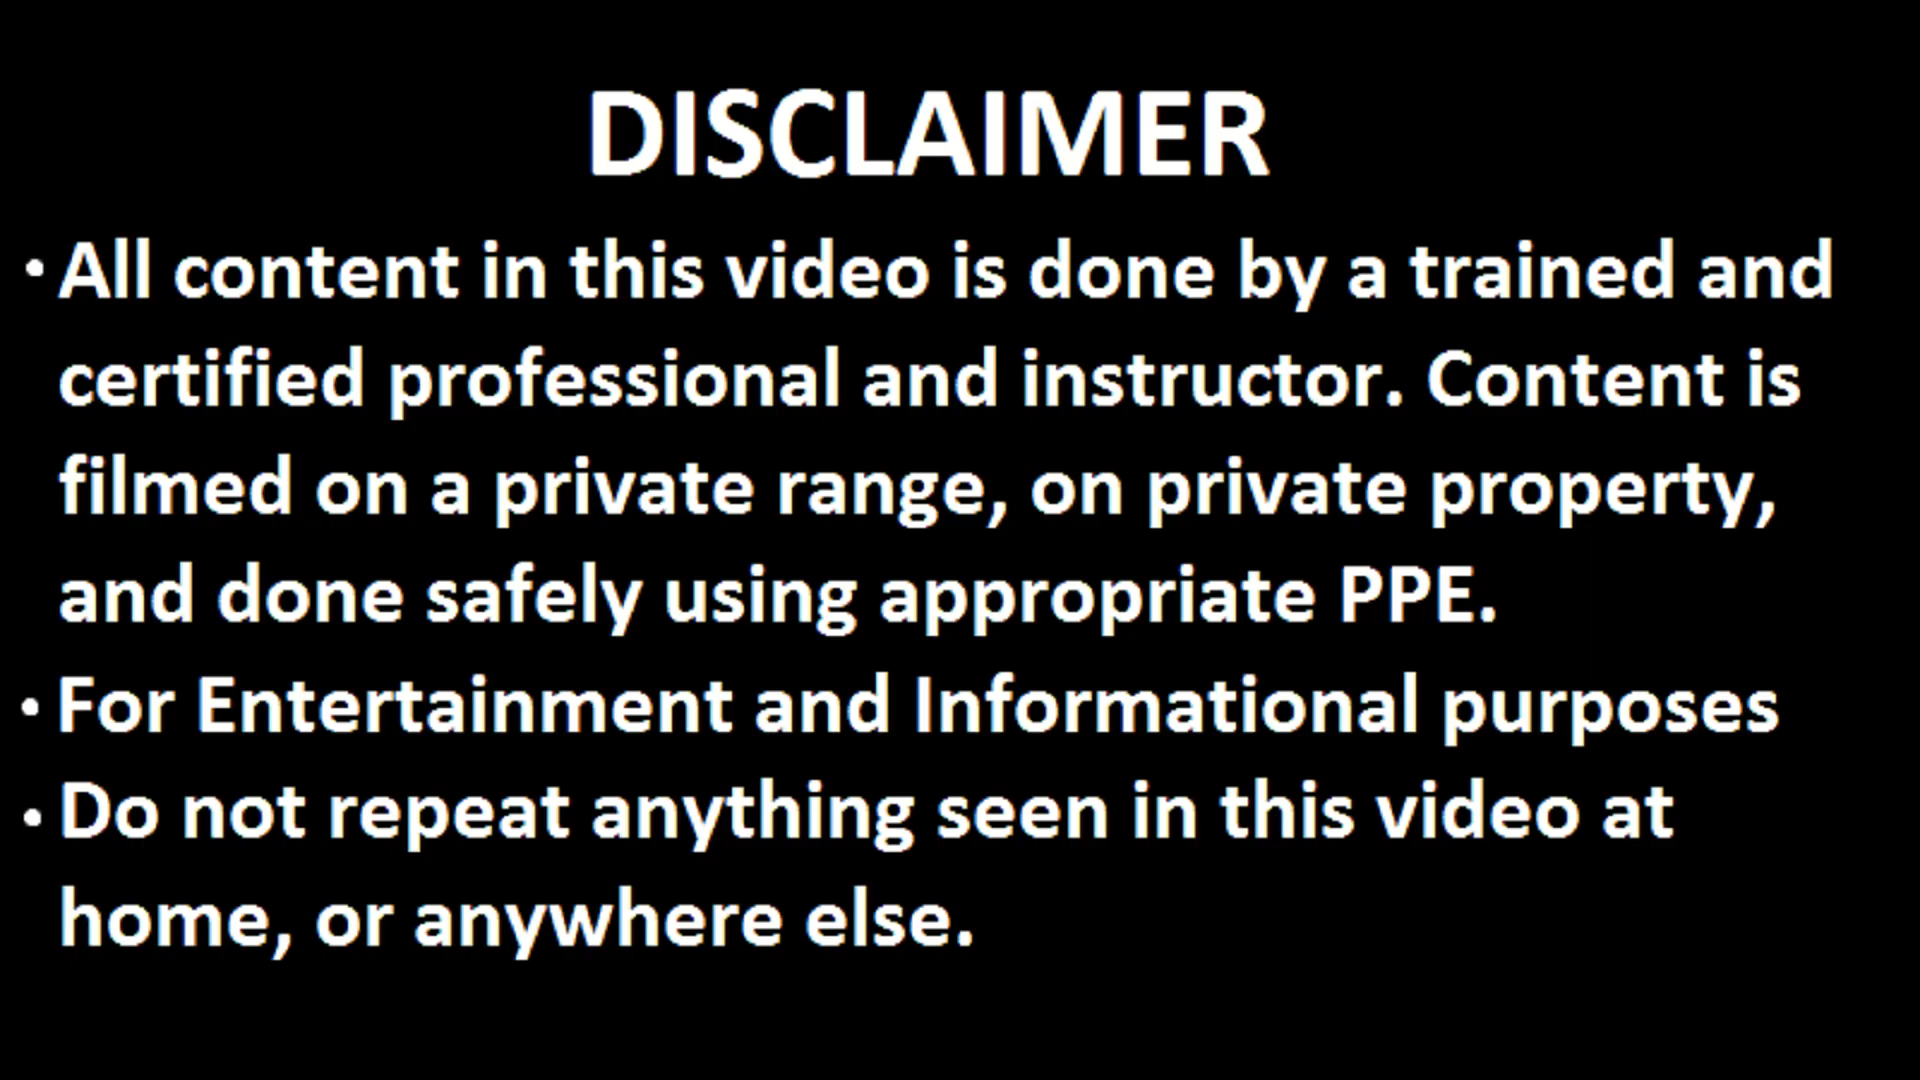 DISCLAIMER
• All content in this video is done by a trained and
certified professional and instructor. Content is
filmed on a private range, on private property,
and done safely using appropriate PPE.
• For Entertainment and Informational purposes
• Do not repeat anything seen in this video at
home, or anywhere else.